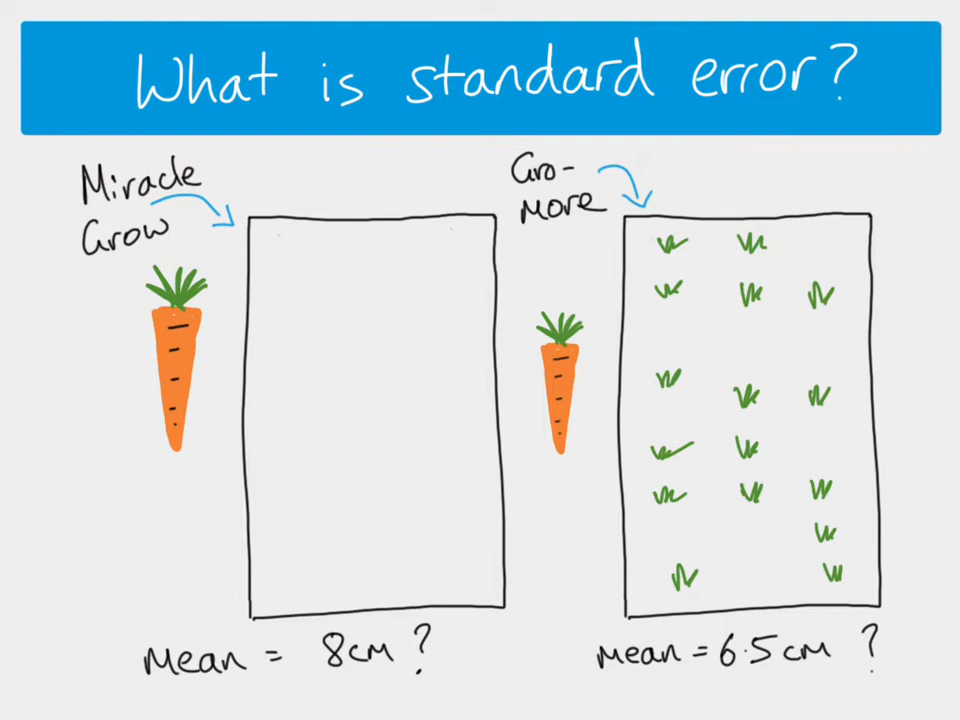 What is standard error?
Miracle
Grow
Gro-
more
mean = 8cm ?
mean = 6.5cm ?